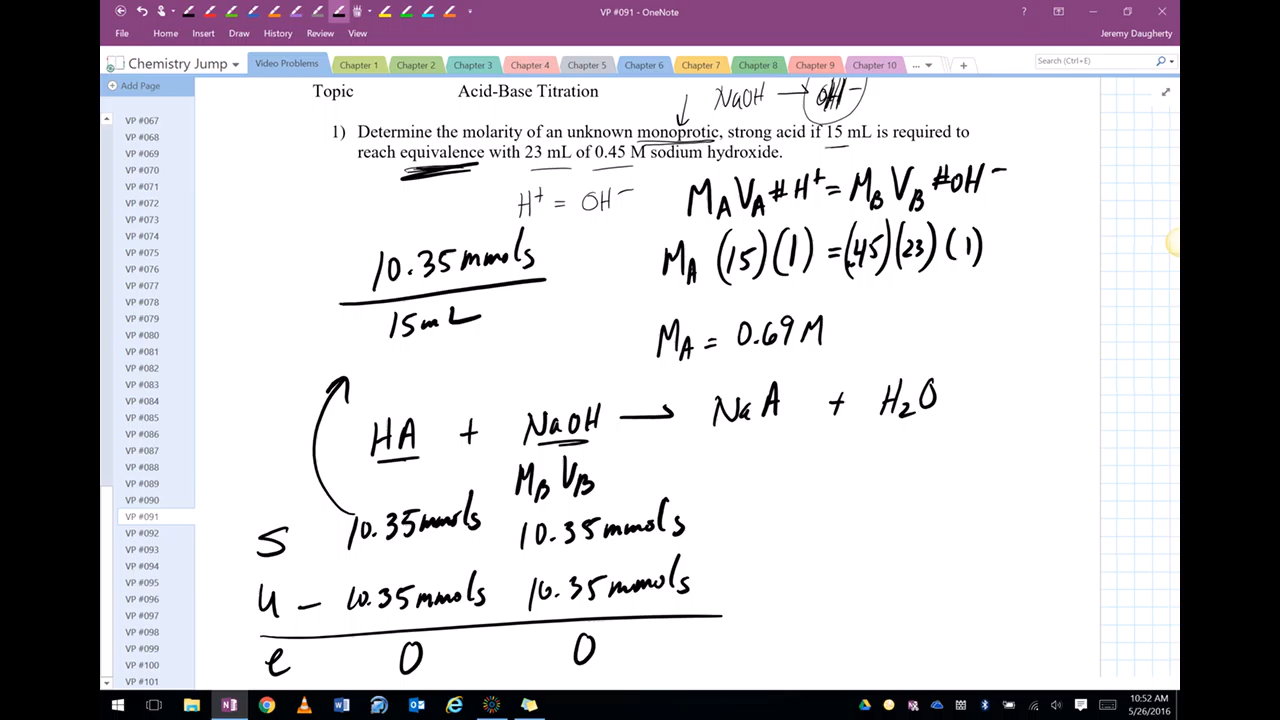 VP #091 - OneNote
File Home Insert Draw History Review View
Jeremy Daugherty
Chemistry Jump
Video Problems Chapter 1 Chapter 2 Chapter 3 Chapter 4 Chapter 5 Chapter 6 Chapter 7 Chapter 8 Chapter 9 Chapter 10 ...
Search (Ctrl+E)
Add Page
VP #067
VP #068
VP #069
VP #070
VP #071
VP #072
VP #073
VP #074
VP #075
VP #076
VP #077
VP #078
VP #079
VP #080
VP #081
VP #082
VP #083
VP #084
VP #085
VP #086
VP #087
VP #088
VP #089
VP #090
VP #091
VP #092
VP #093
VP #094
VP #095
VP #096
VP #097
VP #098
VP #099
VP #100
VP #101
Topic Acid-Base Titration
NaOH → OH⁻
1) Determine the molarity of an unknown monoprotic, strong acid if 15 mL is required to
reach equivalence with 23 mL of 0.45 M sodium hydroxide.
H⁺ = OH⁻
M_A V_A #H⁺ = M_B V_B #OH⁻
10.35 mmols
15 mL
M_A (15)(1) = (.45)(23)(1)
M_A = 0.69 M
HA + NaOH → NaA + H₂O
M_B V_B
S 10.35 mmols 10.35 mmols
U - 10.35 mmols 10.35 mmols
e 0 0
10:52 AM
5/26/2016